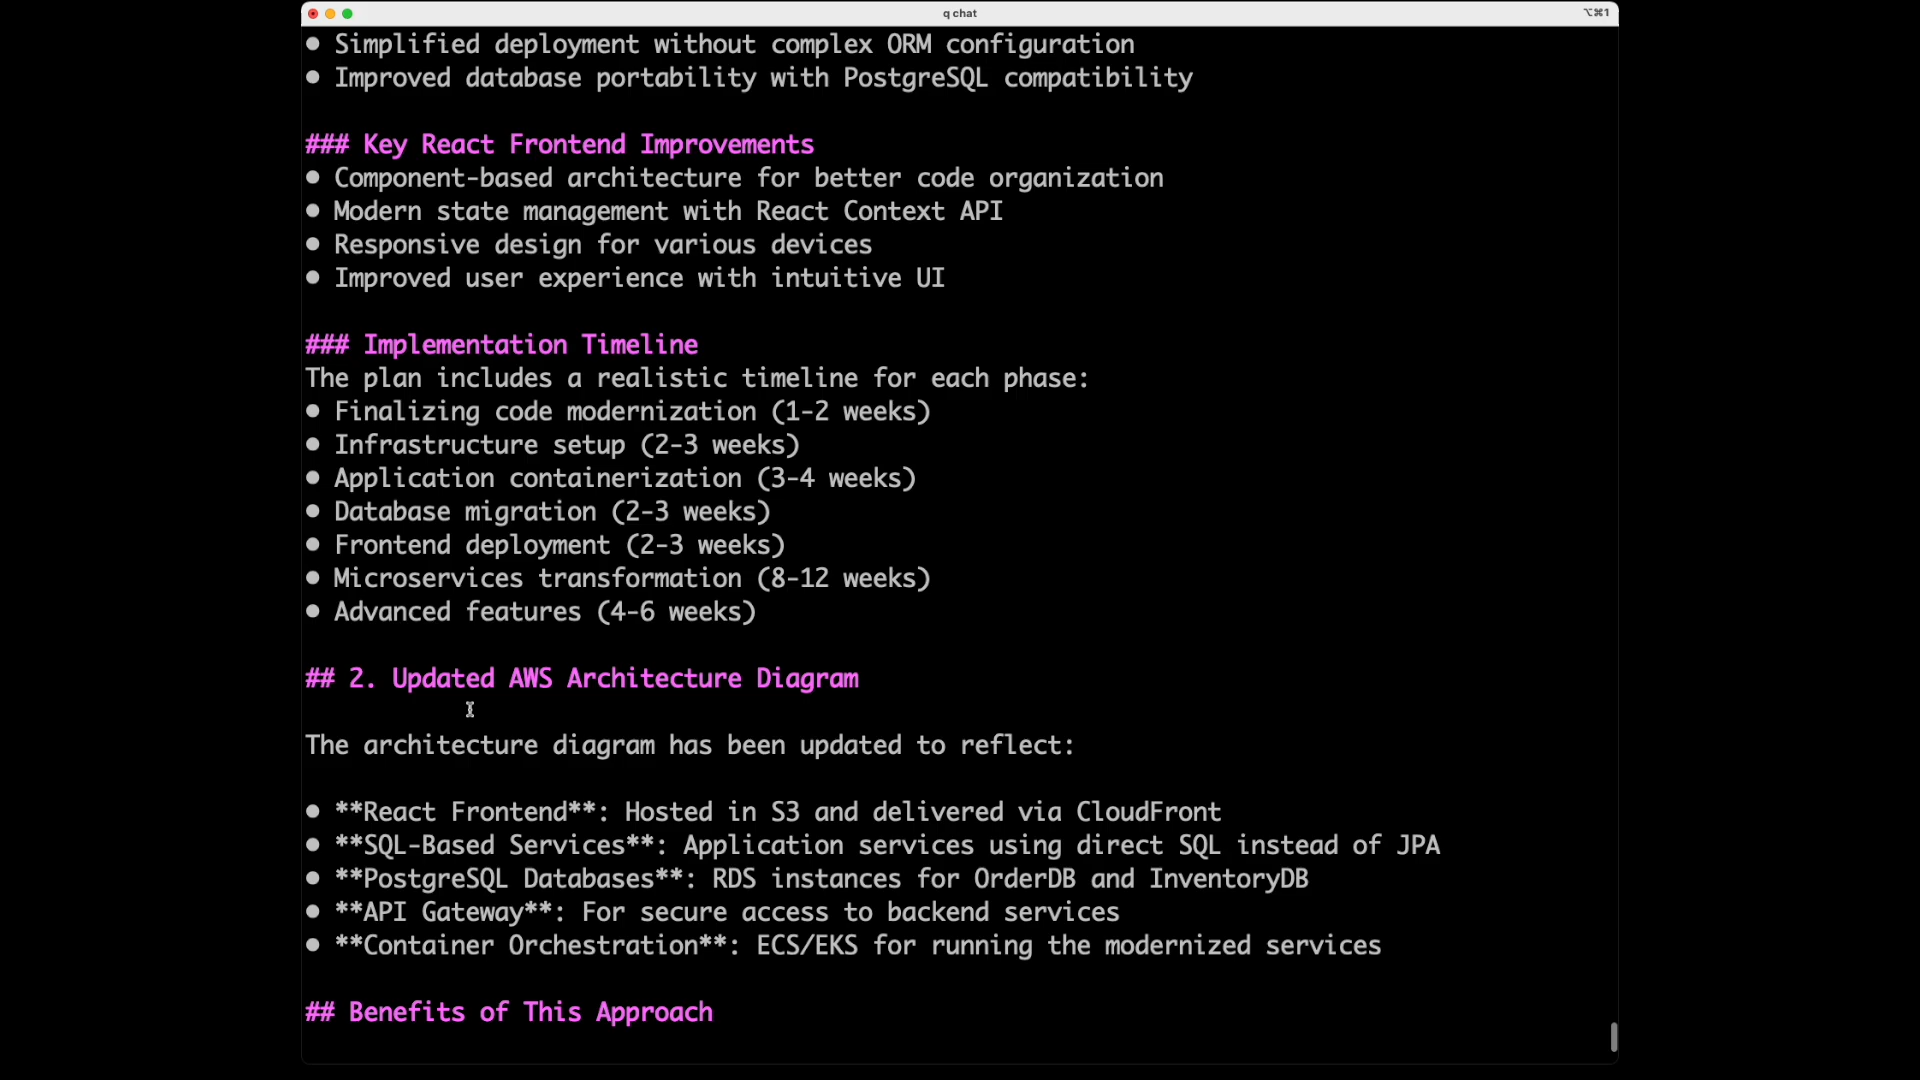 q chat
⌥⌘1
● Simplified deployment without complex ORM configuration
● Improved database portability with PostgreSQL compatibility
### Key React Frontend Improvements
● Component-based architecture for better code organization
● Modern state management with React Context API
● Responsive design for various devices
● Improved user experience with intuitive UI
### Implementation Timeline
The plan includes a realistic timeline for each phase:
● Finalizing code modernization (1-2 weeks)
● Infrastructure setup (2-3 weeks)
● Application containerization (3-4 weeks)
● Database migration (2-3 weeks)
● Frontend deployment (2-3 weeks)
● Microservices transformation (8-12 weeks)
● Advanced features (4-6 weeks)
## 2. Updated AWS Architecture Diagram
The architecture diagram has been updated to reflect:
● **React Frontend**: Hosted in S3 and delivered via CloudFront
● **SQL-Based Services**: Application services using direct SQL instead of JPA
● **PostgreSQL Databases**: RDS instances for OrderDB and InventoryDB
● **API Gateway**: For secure access to backend services
● **Container Orchestration**: ECS/EKS for running the modernized services
## Benefits of This Approach